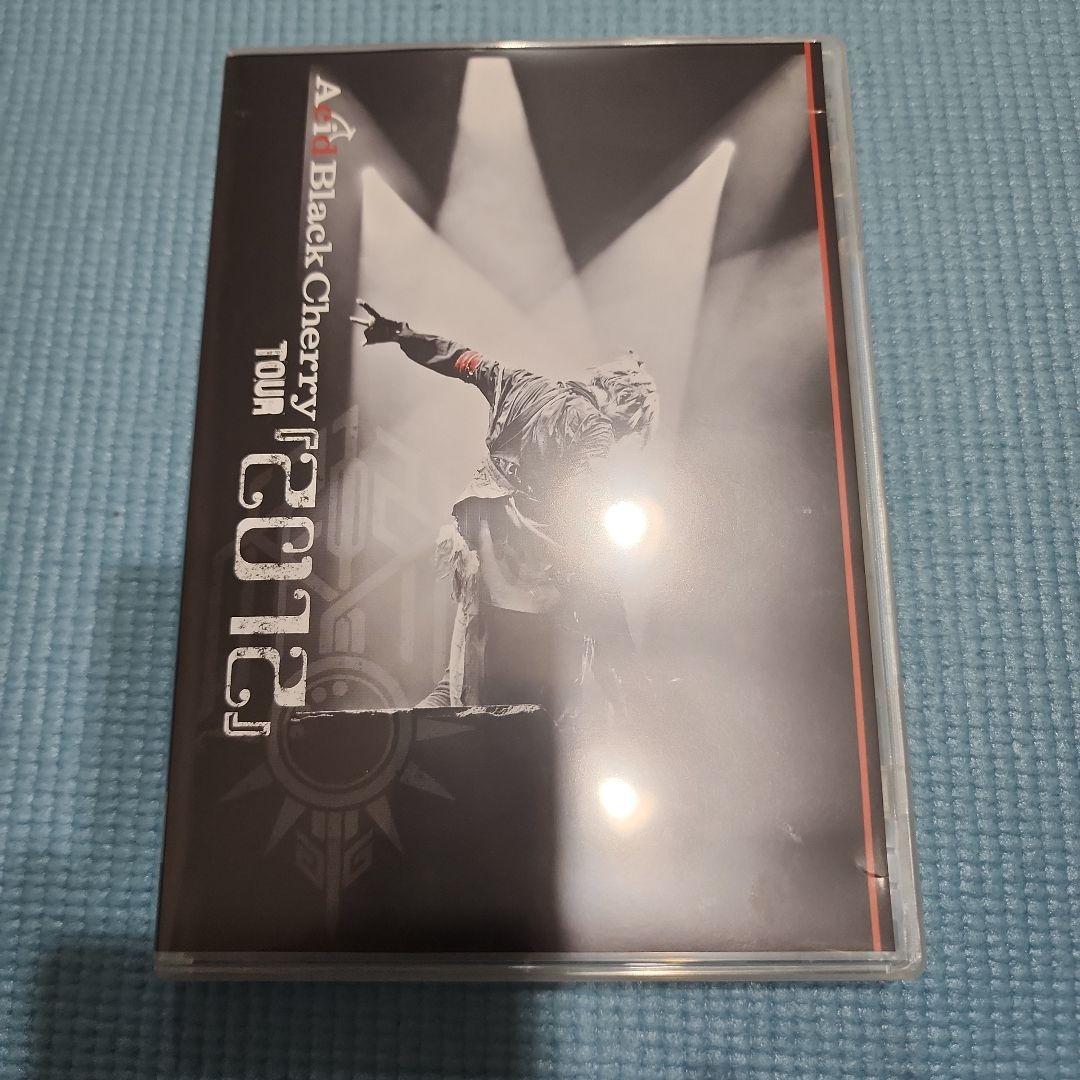 Acid Black Cherry
TOUR
『2012』